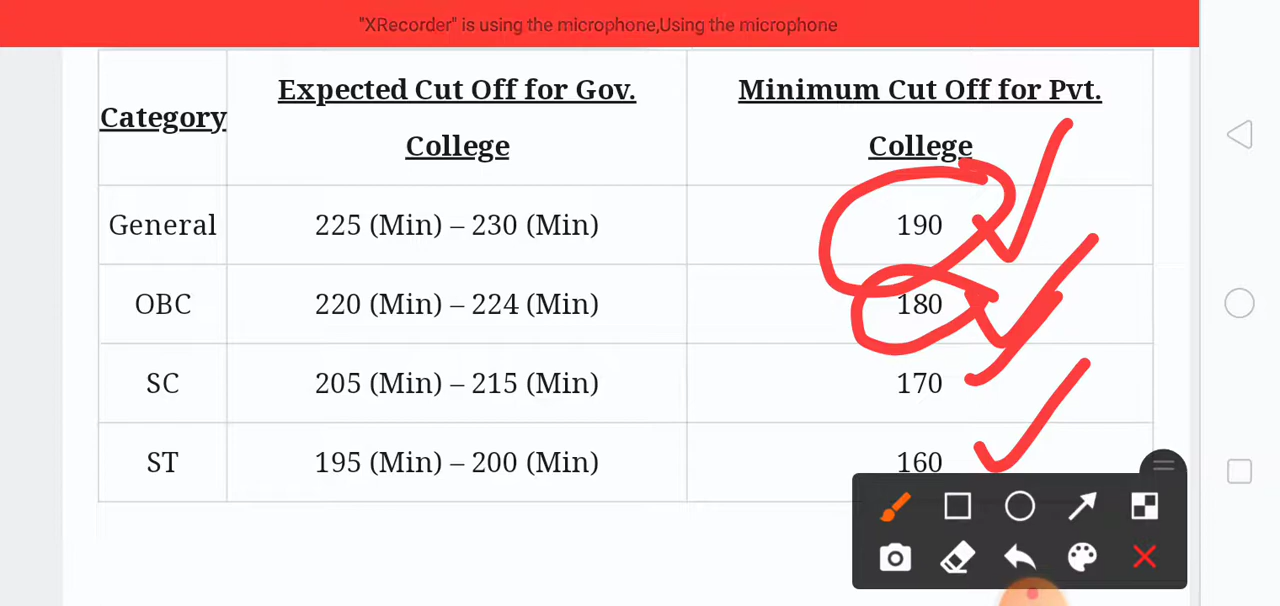 "XRecorder" is using the microphone,Using the microphone
Category Expected Cut Off for Gov. College Minimum Cut Off for Pvt. College
General 225 (Min) – 230 (Min) 190
OBC 220 (Min) – 224 (Min) 180
SC 205 (Min) – 215 (Min) 170
ST 195 (Min) – 200 (Min) 160